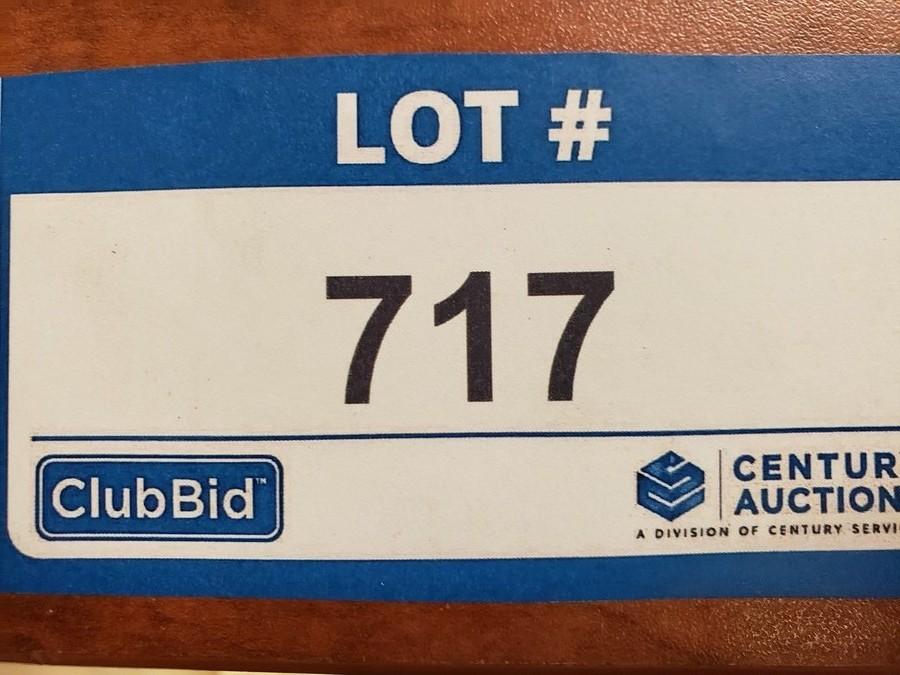 LOT #
717
ClubBid™
CENTUR
AUCTION
A DIVISION OF CENTURY SERVI